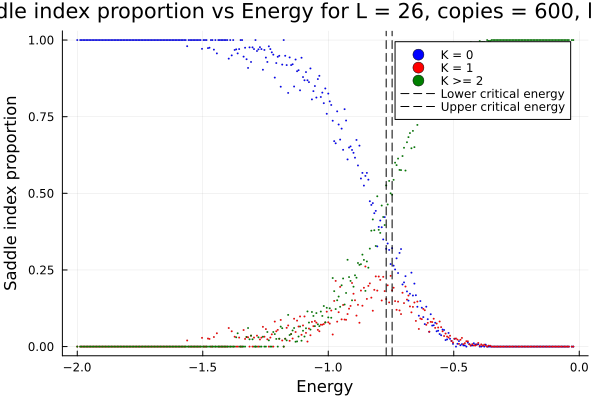 dle index proportion vs Energy for L = 26, copies = 600,
1.00
0.75
0.50
0.25
0.00
Saddle index proportion
K = 0
K = 1
K >= 2
Lower critical energy
Upper critical energy
−2.0 −1.5 −1.0 −0.5 0.0
Energy